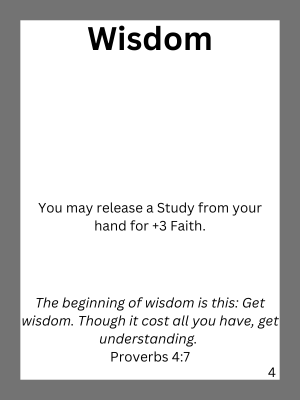 Wisdom
You may release a Study from your
hand for +3 Faith.
The beginning of wisdom is this: Get
wisdom. Though it cost all you have, get
understanding.
Proverbs 4:7
4